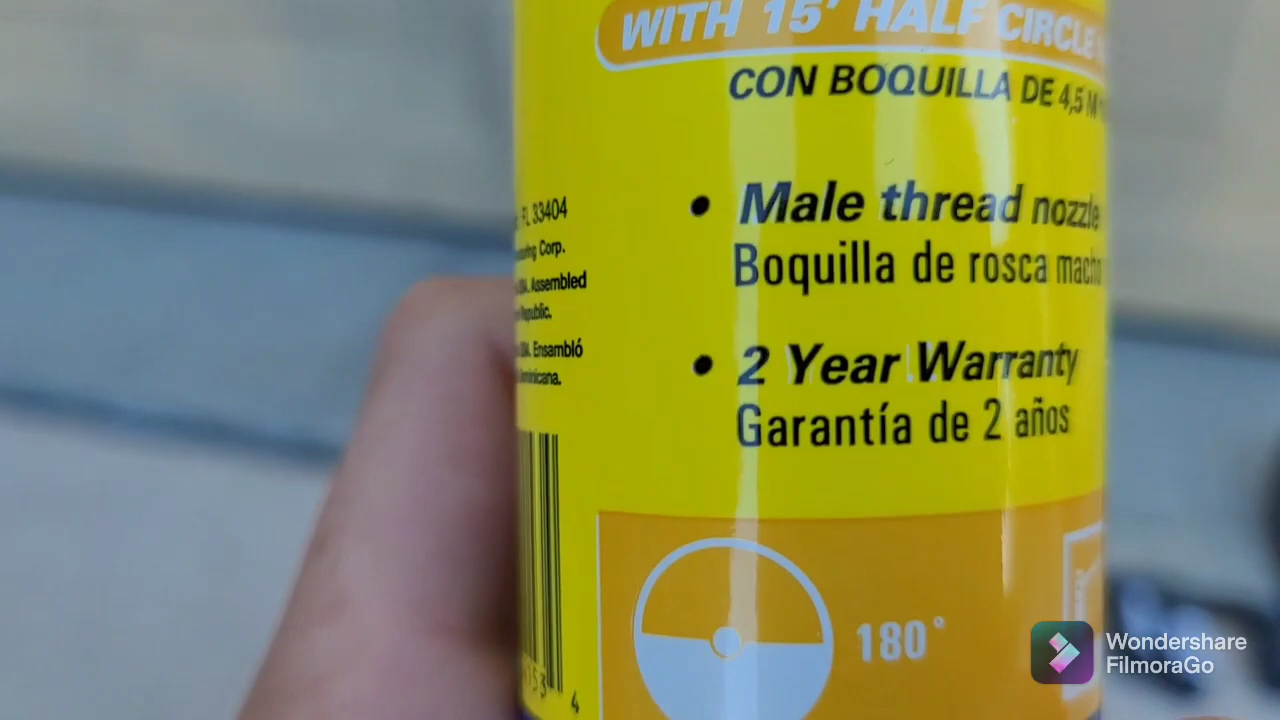 WITH 15' HALF CIRCLE
CON BOQUILLA DE 4,5 M
• Male thread nozzle
Boquilla de rosca macho
• 2 Year Warranty
Garantía de 2 años
180°
FL 33404
Corp.
Assembled
Republic.
Ensambló
4
Wondershare
FilmoraGo